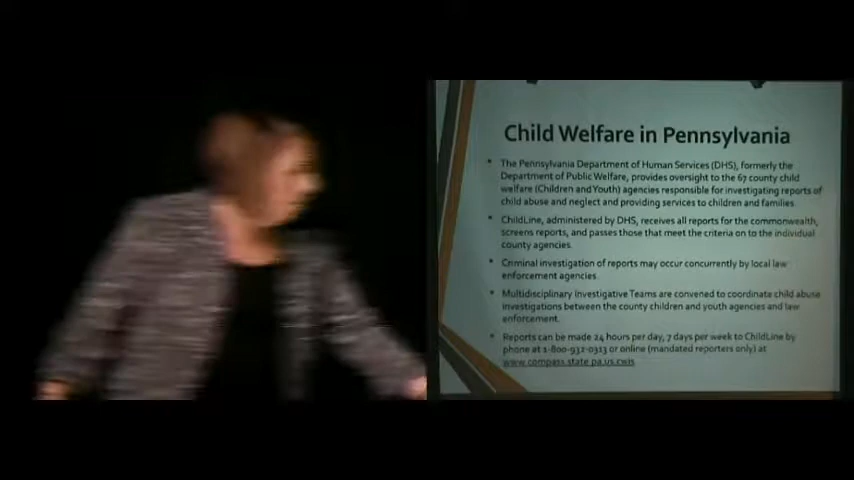 Child Welfare in Pennsylvania
• The Pennsylvania Department of Human Services (DHS), formerly the
Department of Public Welfare, provides oversight to the 67 county child
welfare (Children and Youth) agencies responsible for investigating reports of
child abuse and neglect and providing services to children and families.
• ChildLine, administered by DHS, receives all reports for the commonwealth,
screens reports, and passes those that meet the criteria on to the individual
county agencies.
• Criminal investigation of reports may occur concurrently by local law
enforcement agencies.
• Multidisciplinary Investigative Teams are convened to coordinate child abuse
investigations between the county children and youth agencies and law
enforcement.
• Reports can be made 24 hours per day, 7 days per week to ChildLine by
phone at 1-800-932-0313 or online (mandated reporters only) at
www.compass.state.pa.us.cwis